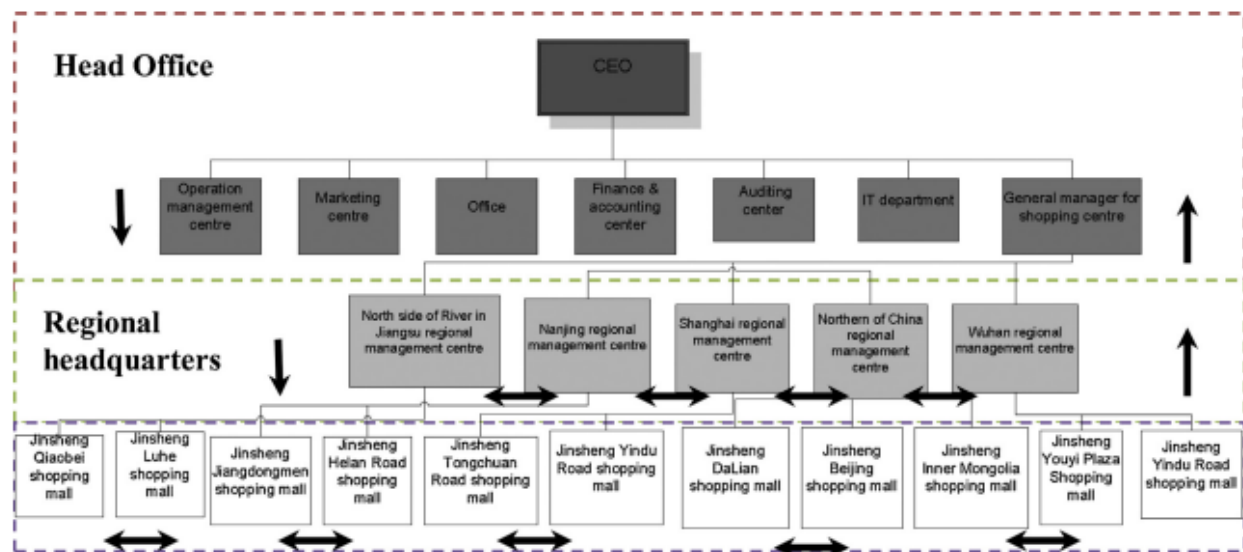 Head Office
CEO
Operation
management
centre
Marketing
centre
Office
Finance &
accounting
center
Auditing
center
IT department
General manager for
shopping centre
Regional
headquarters
North side of River in
Jiangsu regional
management centre
Nanjing regional
management centre
Shanghai regional
management
centre
Northern of China
regional
management
centre
Wuhan regional
management centre
Jinsheng
Qiaobei
shopping
mall
Jinsheng
Luhe
shopping
mall
Jinsheng
Jiangdongmen
shopping mall
Jinsheng
Helan Road
shopping
mall
Jinsheng
Tongchuan
Road shopping
mall
Jinsheng Yindu
Road shopping
mall
Jinsheng
DaLian
shopping mall
Jinsheng
Beijing
shopping mall
Jinsheng
Inner Mongolia
shopping mall
Jinsheng
Youyi Plaza
Shopping
mall
Jinsheng
Yindu Road
shopping mall